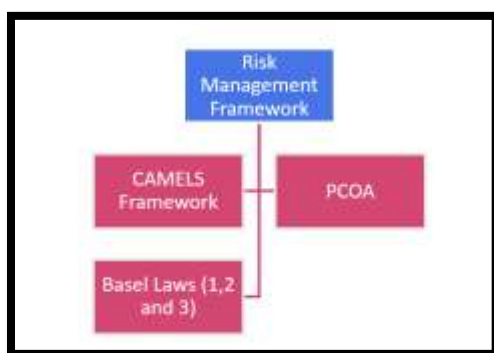 Risk
Management
Framework
CAMELS
Framework
PCOA
Basel Laws (1,2
and 3)